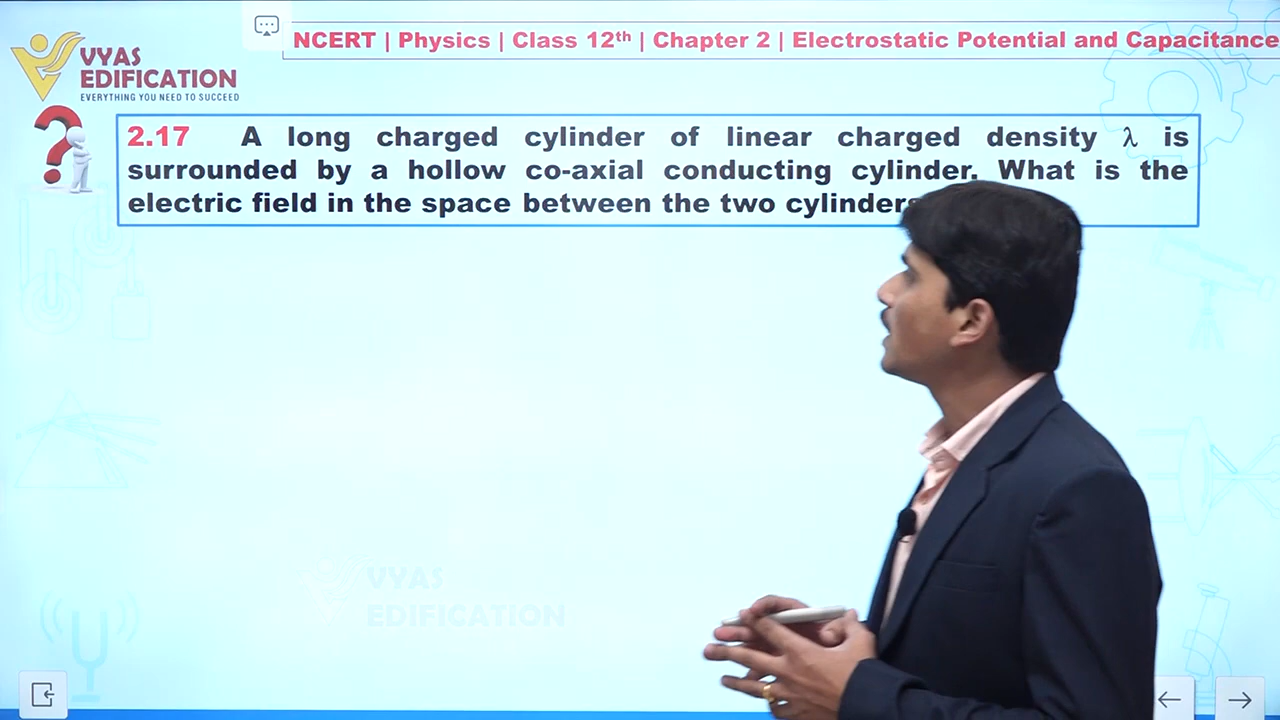 NCERT | Physics | Class 12th | Chapter 2 | Electrostatic Potential and Capacitance
VYAS
EDIFICATION
EVERYTHING YOU NEED TO SUCCEED
2.17 A long charged cylinder of linear charged density λ is
surrounded by a hollow co-axial conducting cylinder. What is the
electric field in the space between the two cylinders
VYAS
EDIFICATION